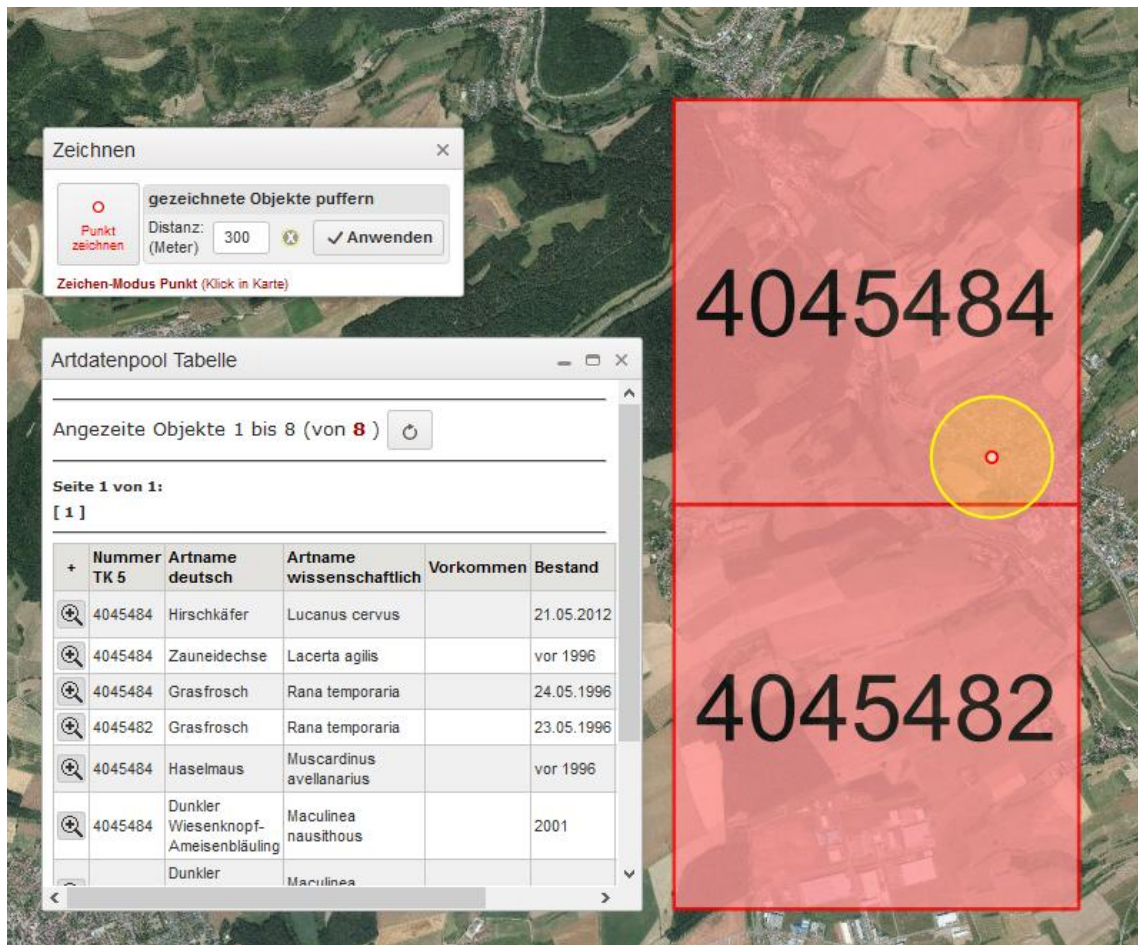 Zeichnen
Punkt
zeichnen
gezeichnete Objekte puffern
Distanz:
(Meter)
300
Anwenden
Zeichen-Modus Punkt (Klick in Karte)
Artdatenpool Tabelle
Angezeite Objekte 1 bis 8 (von 8 )
Seite 1 von 1:
[ 1 ]
+ Nummer TK 5 Artname deutsch Artname wissenschaftlich Vorkommen Bestand
4045484 Hirschkäfer Lucanus cervus 21.05.2012
4045484 Zauneidechse Lacerta agilis vor 1996
4045484 Grasfrosch Rana temporaria 24.05.1996
4045482 Grasfrosch Rana temporaria 23.05.1996
4045484 Haselmaus Muscardinus avellanarius vor 1996
4045484 Dunkler Wiesenknopf-Ameisenbläuling Maculinea nausithous 2001
Dunkler Maculinea
4045484
4045482